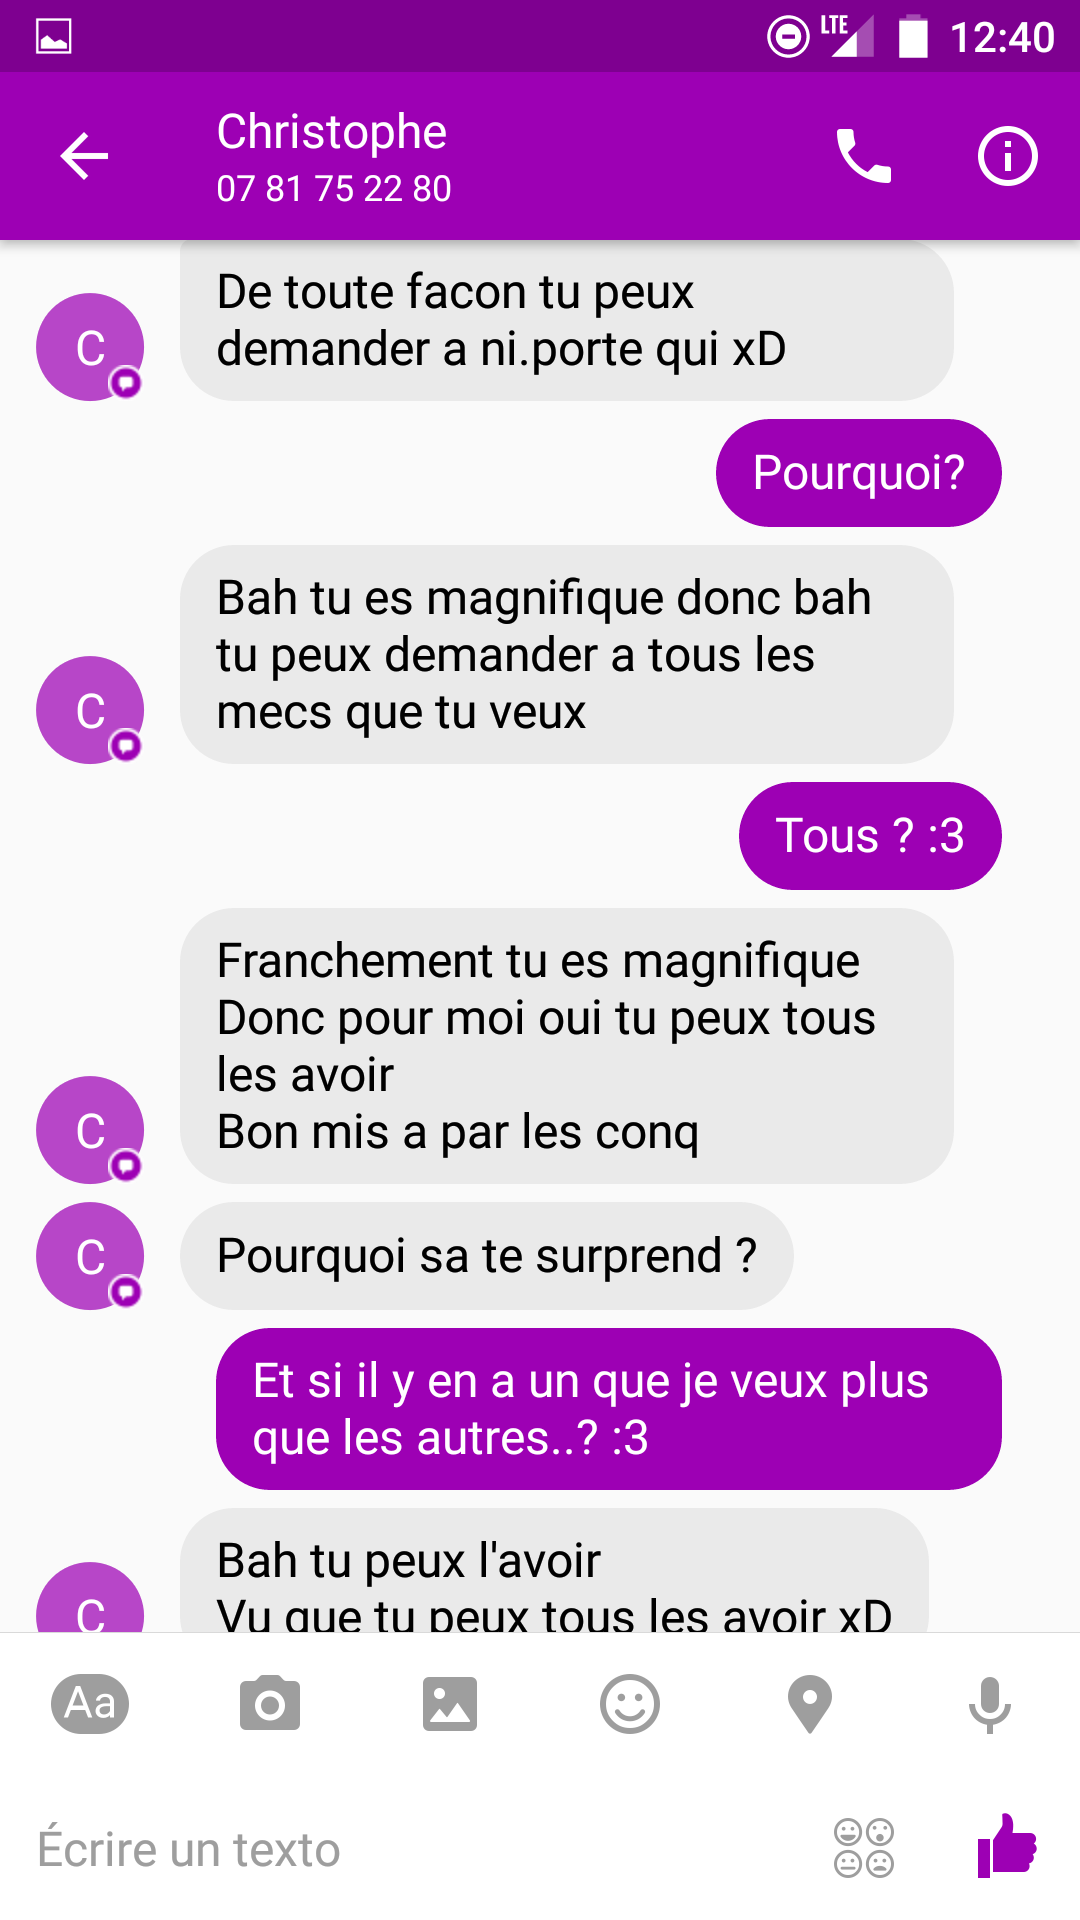 LTE 12:40
Christophe
07 81 75 22 80
De toute facon tu peux
demander a ni.porte qui xD
C
Pourquoi?
Bah tu es magnifique donc bah
tu peux demander a tous les
mecs que tu veux
C
Tous ? :3
Franchement tu es magnifique
Donc pour moi oui tu peux tous
les avoir
Bon mis a par les conq
C
Pourquoi sa te surprend ?
C
Et si il y en a un que je veux plus
que les autres..? :3
Bah tu peux l'avoir
Vu que tu peux tous les avoir xD
C
Aa
Écrire un texto